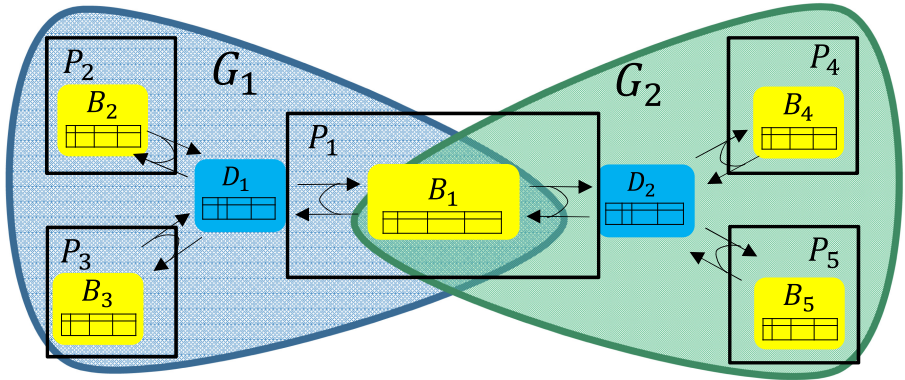 P₂
B₂
G₁
P₁
G₂
P₄
B₄
D₁
B₁
D₂
P₃
B₃
P₅
B₅